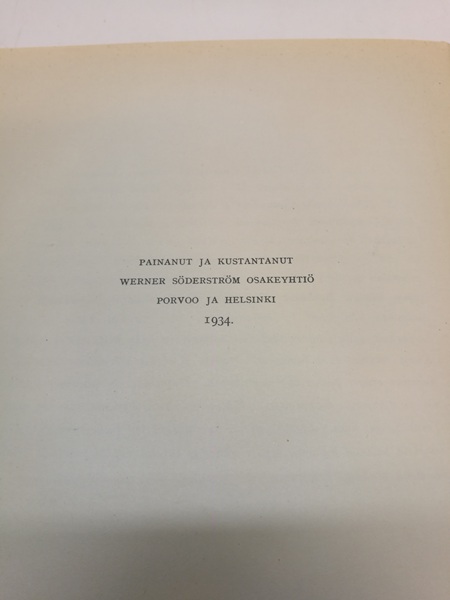 PAINANUT JA KUSTANTANUT
WERNER SÖDERSTRÖM OSAKEYHTIÖ
PORVOO JA HELSINKI
1934.